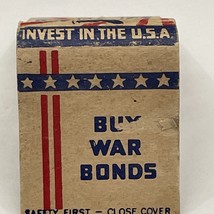 INVEST IN THE U.S.A.
BUY
WAR
BONDS
SAFETY FIRST - CLOSE COVER